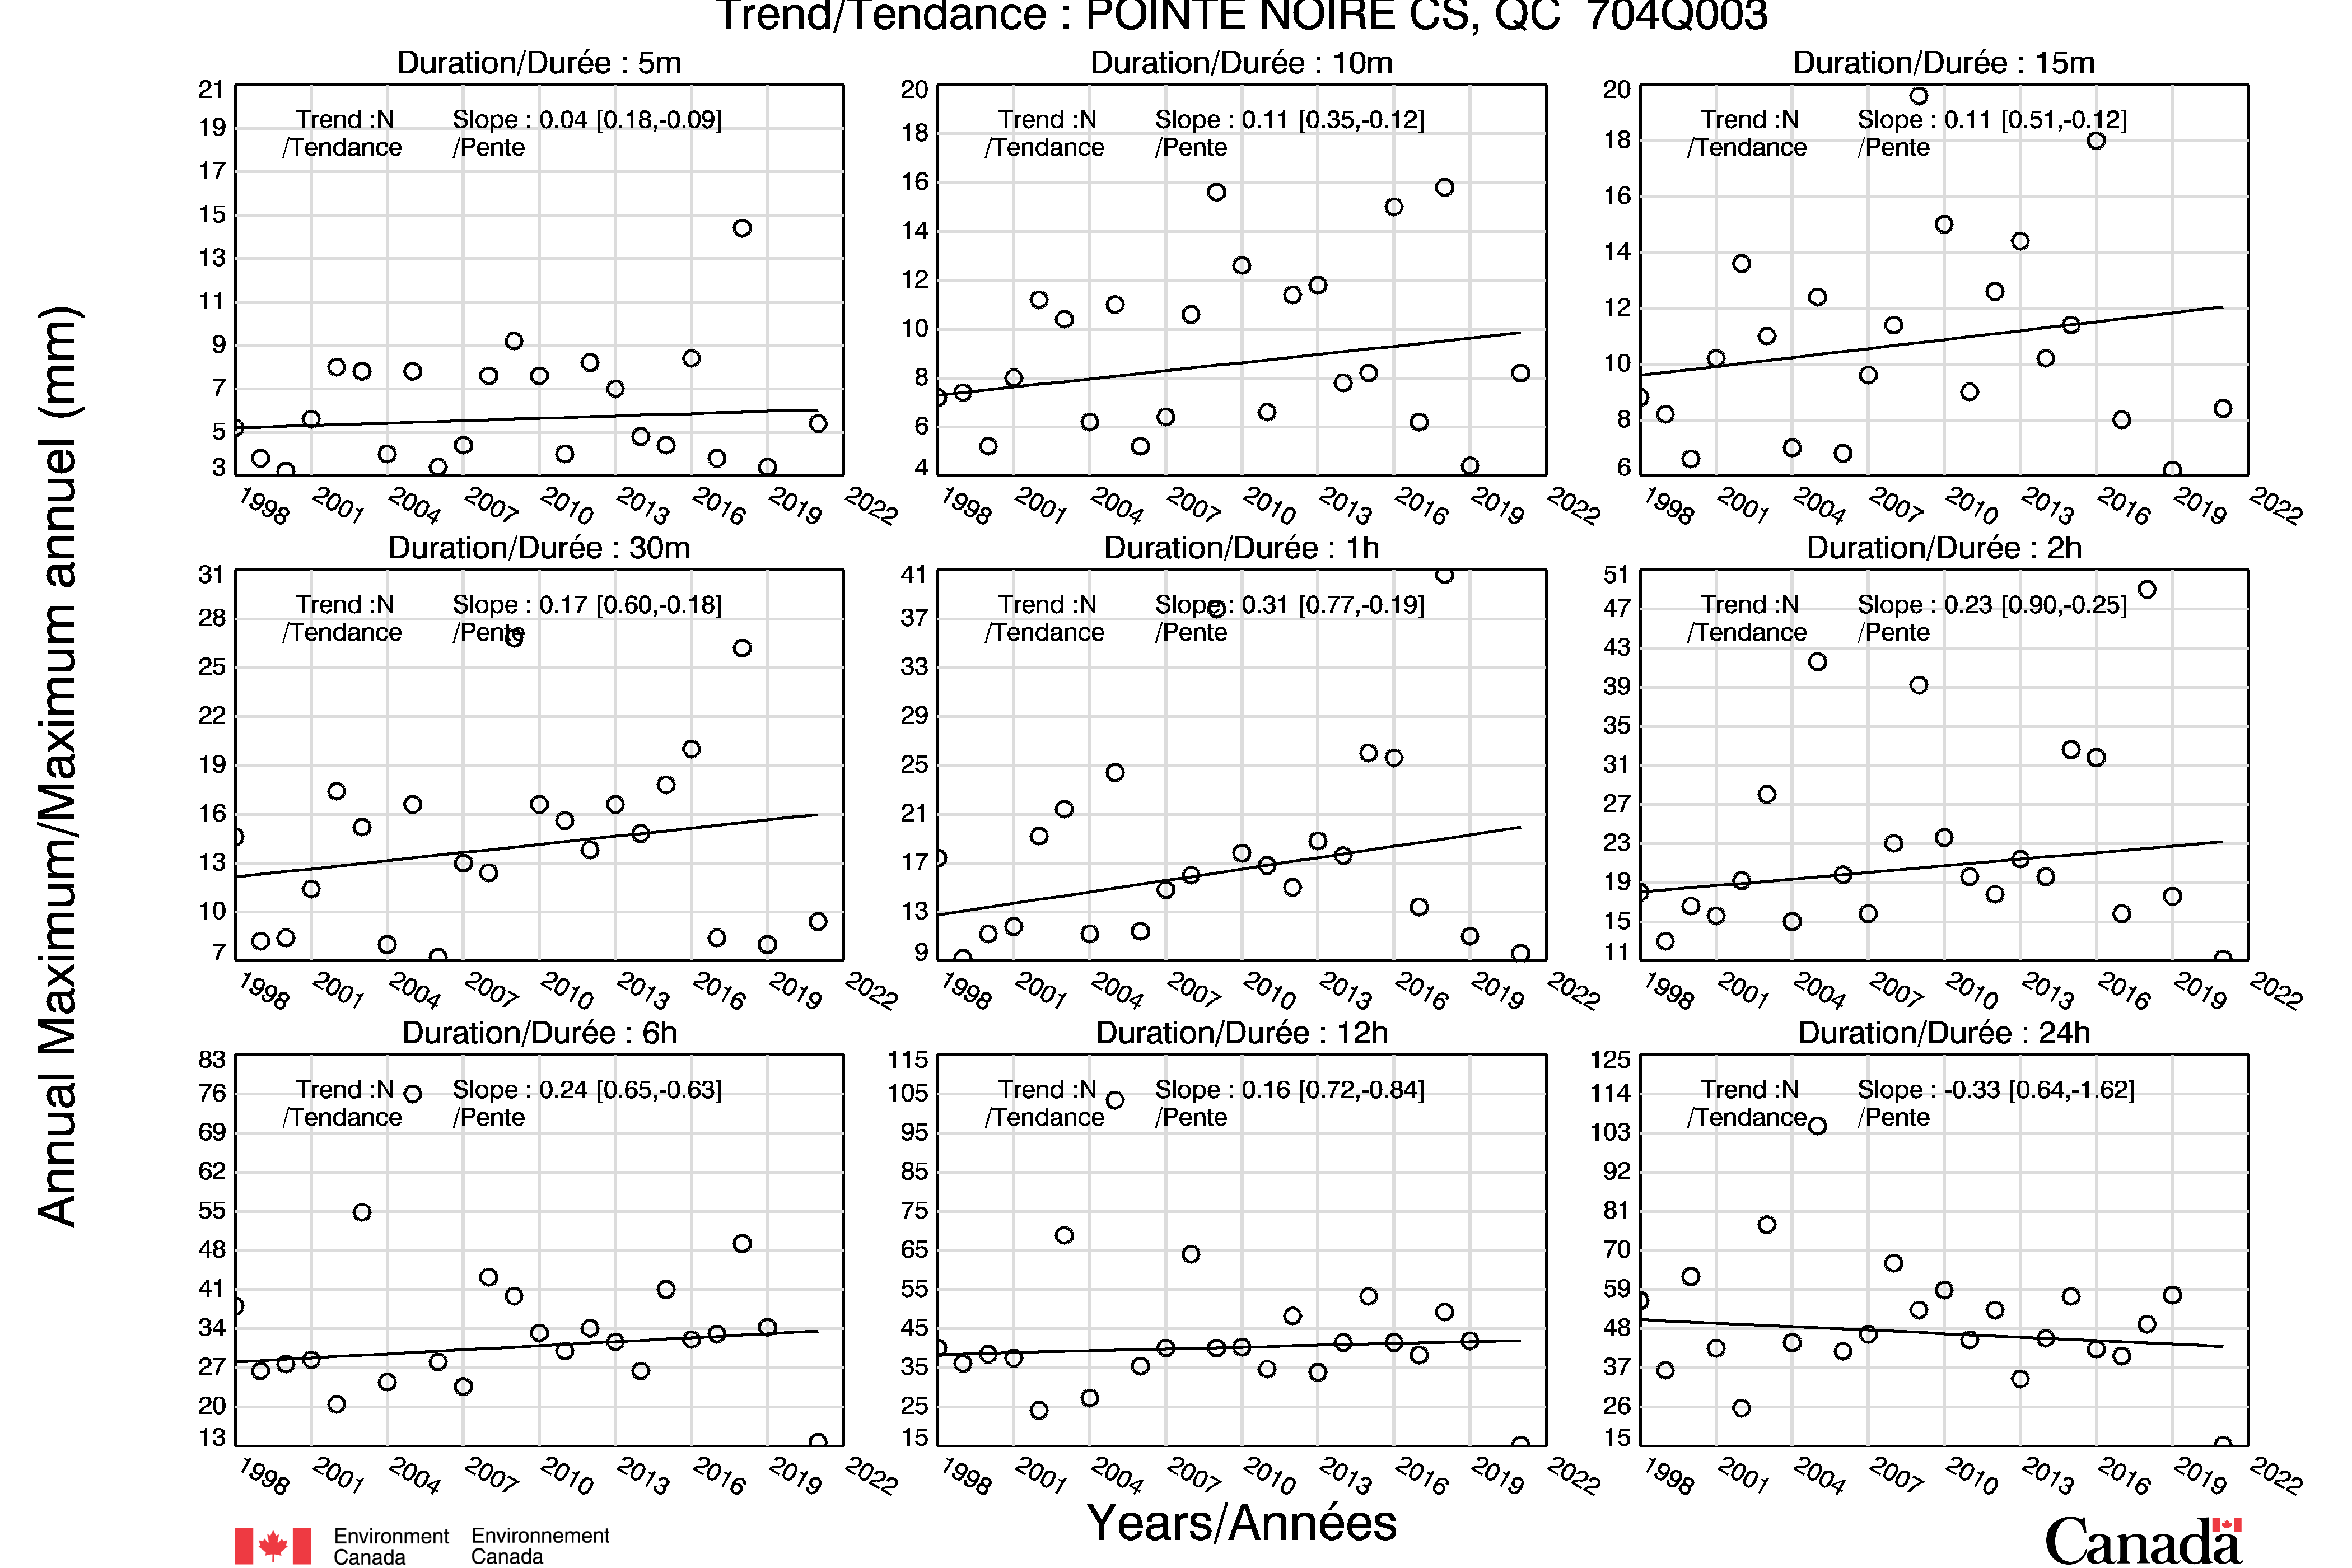 Trend/Tendance : POINTE NOIRE CS, QC 704Q003
Annual Maximum/Maximum annuel (mm)
Duration/Durée : 5m
21
19
17
15
13
11
9
7
5
3
Trend :N Slope : 0.04 [0.18,-0.09]
/Tendance /Pente
1998 2001 2004 2007 2010 2013 2016 2019 2022
Duration/Durée : 10m
20
18
16
14
12
10
8
6
4
Trend :N Slope : 0.11 [0.35,-0.12]
/Tendance /Pente
1998 2001 2004 2007 2010 2013 2016 2019 2022
Duration/Durée : 15m
20
18
16
14
12
10
8
6
Trend :N Slope : 0.11 [0.51,-0.12]
/Tendance /Pente
1998 2001 2004 2007 2010 2013 2016 2019 2022
Duration/Durée : 30m
31
28
25
22
19
16
13
10
7
Trend :N Slope : 0.17 [0.60,-0.18]
/Tendance /Pente
1998 2001 2004 2007 2010 2013 2016 2019 2022
Duration/Durée : 1h
41
37
33
29
25
21
17
13
9
Trend :N Slope : 0.31 [0.77,-0.19]
/Tendance /Pente
1998 2001 2004 2007 2010 2013 2016 2019 2022
Duration/Durée : 2h
51
47
43
39
35
31
27
23
19
15
11
Trend :N Slope : 0.23 [0.90,-0.25]
/Tendance /Pente
1998 2001 2004 2007 2010 2013 2016 2019 2022
Duration/Durée : 6h
83
76
69
62
55
48
41
34
27
20
13
Trend :N Slope : 0.24 [0.65,-0.63]
/Tendance /Pente
1998 2001 2004 2007 2010 2013 2016 2019 2022
Duration/Durée : 12h
115
105
95
85
75
65
55
45
35
25
15
Trend :N Slope : 0.16 [0.72,-0.84]
/Tendance /Pente
1998 2001 2004 2007 2010 2013 2016 2019 2022
Duration/Durée : 24h
125
114
103
92
81
70
59
48
37
26
15
Trend :N Slope : -0.33 [0.64,-1.62]
/Tendance /Pente
1998 2001 2004 2007 2010 2013 2016 2019 2022
Years/Années
Environment Environnement
Canada Canada
Canada